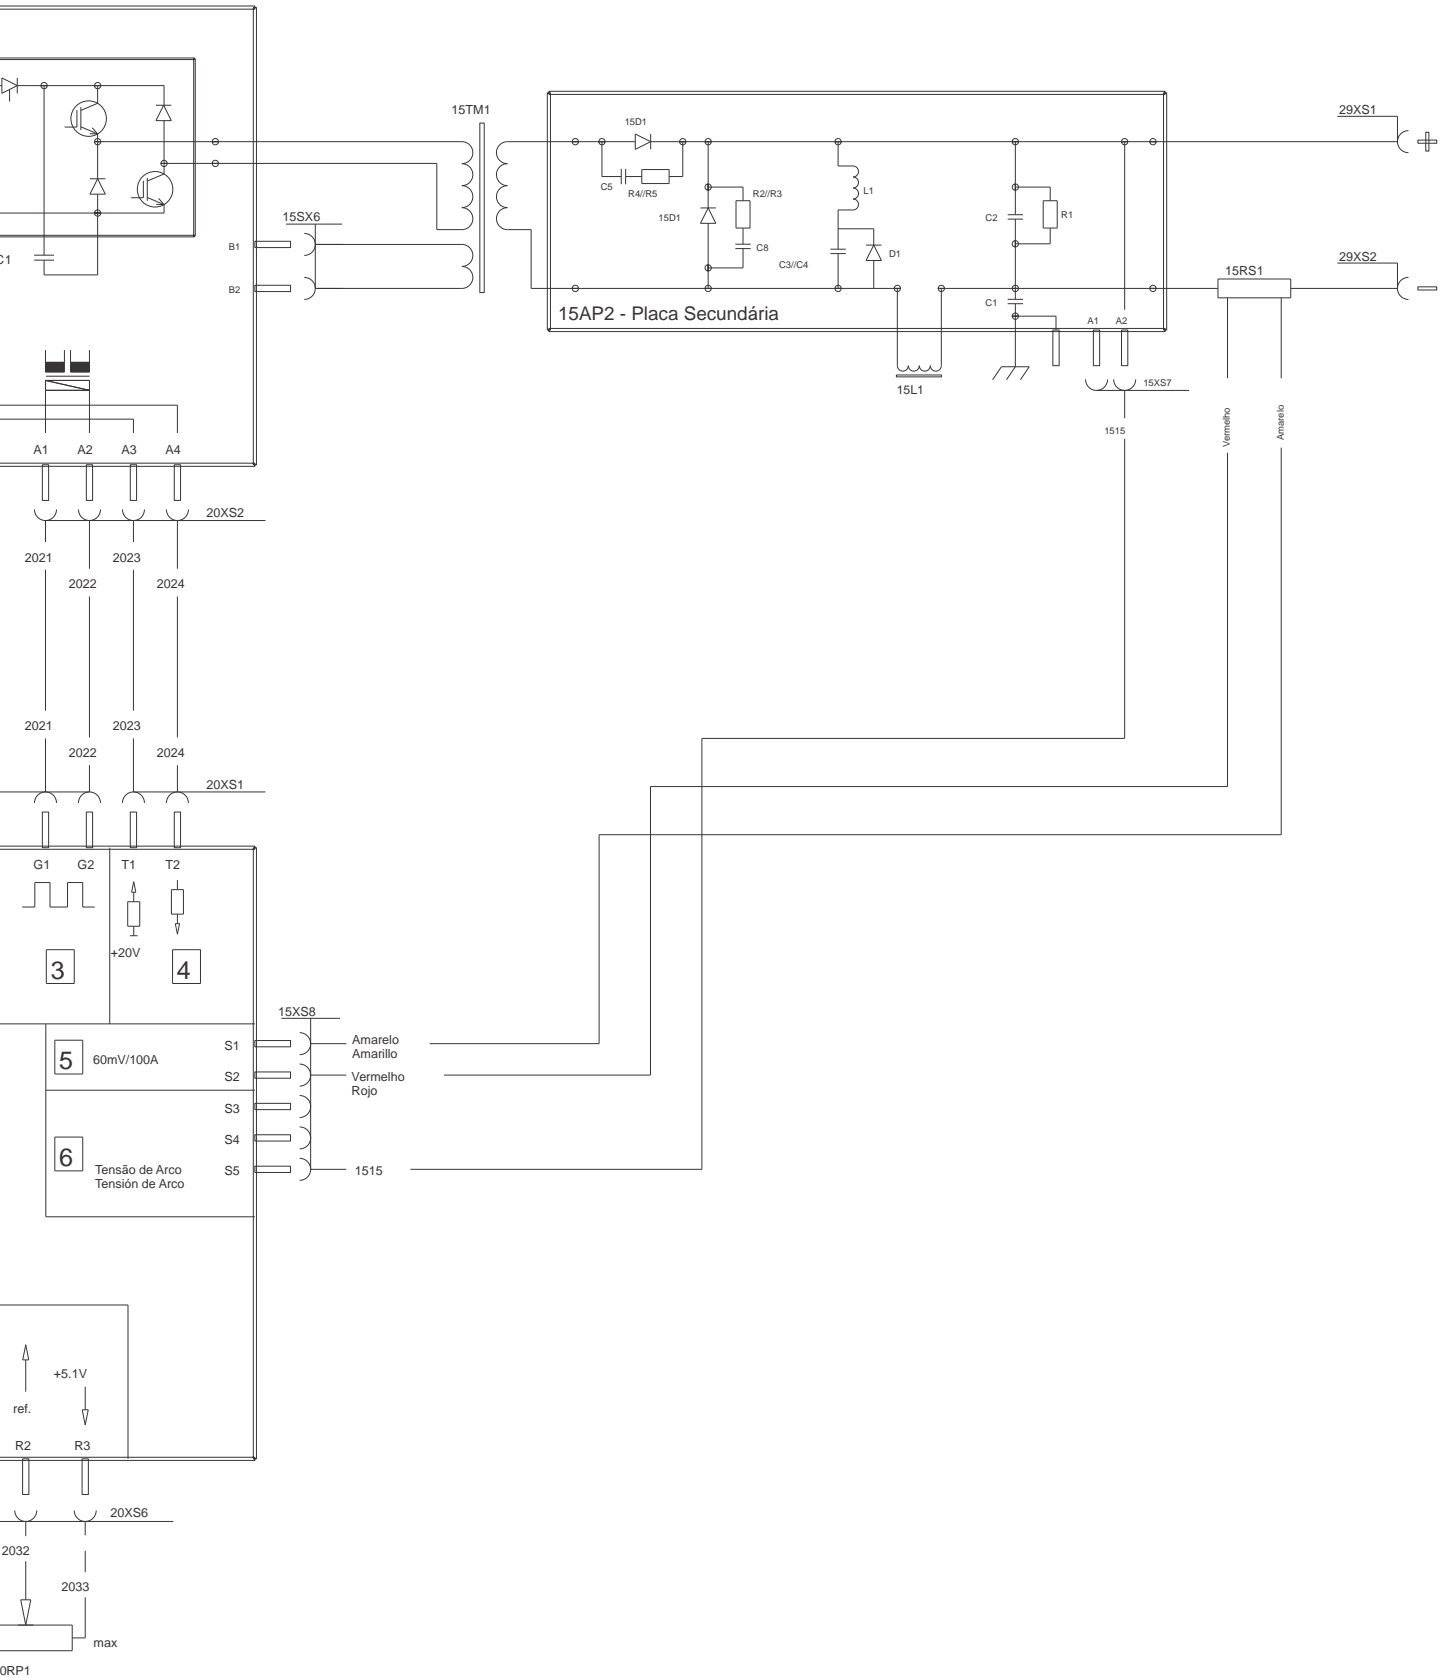 15TM1
29XS1
15D1
C5
R4//R5
R2//R3
L1
15D1
C2
R1
15SX6
B1
C8
C3//C4
D1
C1
29XS2
15RS1
B2
C1
15AP2 - Placa Secundária
A1 A2
15L1
15XS7
Vermelho
Amarelo
1515
A1 A2 A3 A4
20XS2
2021 2023
2022 2024
2021 2023
2022 2024
20XS1
G1 G2 T1 T2
+20V
3 4
15XS8
5 60mV/100A
S1
Amarelo
Amarillo
S2
Vermelho
Rojo
S3
S4
6
Tensão de Arco
Tensión de Arco
S5
1515
+5.1V
ref.
R2 R3
20XS6
2032
2033
max
0RP1